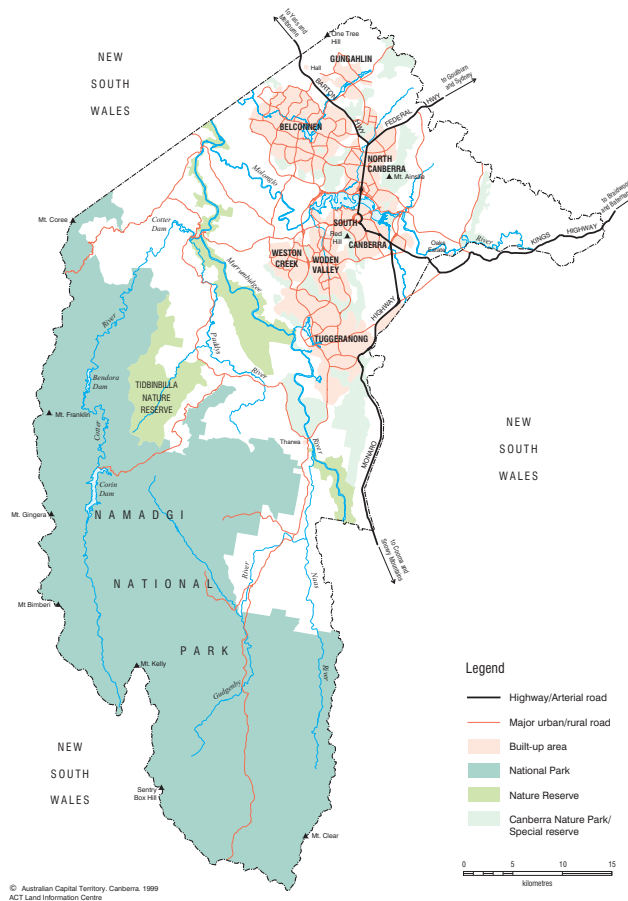 to Yass and
Melbourne
One Tree
Hill
NEW
SOUTH
WALES
Hall
GUNGAHLIN
BARTON
HWY
to Goulburn
and Sydney
FEDERAL
HWY
BELCONNEN
NORTH
CANBERRA
Mt. Ainslie
Molonglo
to Braidwood
and Batemans
Mt. Coree
Cotter
Dam
SOUTH
Red
Hill
CANBERRA
Oaks
Estate
River
KINGS
HIGHWAY
WESTON
CREEK
WODEN
VALLEY
Murrumbidgee
HIGHWAY
River
Paddys
TUGGERANONG
Bendora
Dam
River
TIDBINBILLA
NATURE
RESERVE
Mt. Franklin
Cotter
NEW
SOUTH
WALES
Tharwa
River
MONARO
Corin
Dam
Mt. Gingera
NAMADGI
to Cooma and
Snowy Mountains
NATIONAL
River
Naas
Mt Bimberi
PARK
Mt. Kelly
Gudgenby
River
NEW
SOUTH
WALES
Sentry
Box Hill
Mt. Clear
Legend
Highway/Arterial road
Major urban/rural road
Built-up area
National Park
Nature Reserve
Canberra Nature Park/
Special reserve
0 5 10 15
kilometres
© Australian Capital Territory. Canberra. 1999
ACT Land Information Centre